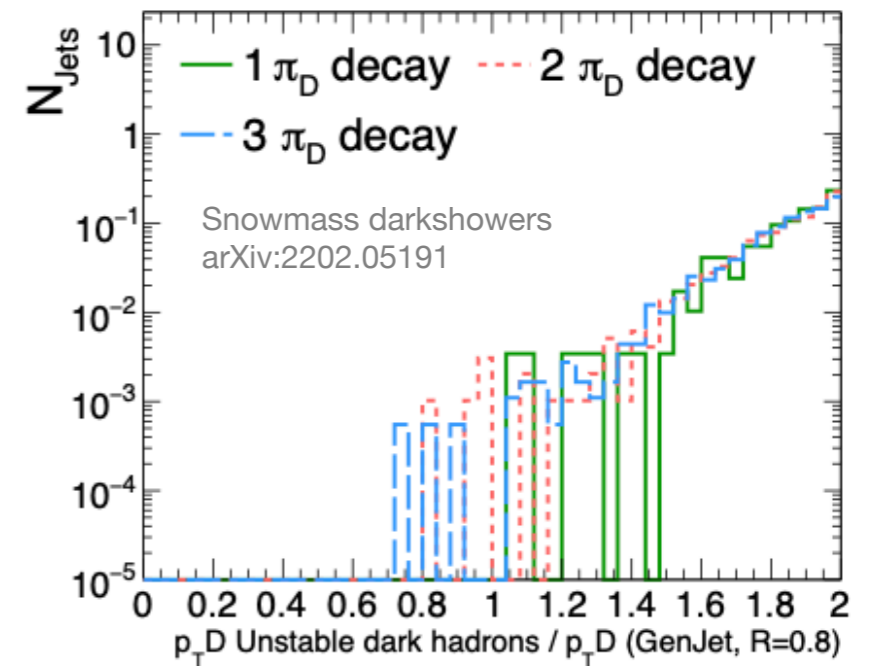 N_Jets
10
1
10⁻¹
10⁻²
10⁻³
10⁻⁴
10⁻⁵
1 π_D decay
2 π_D decay
3 π_D decay
Snowmass darkshowers
arXiv:2202.05191
0 0.2 0.4 0.6 0.8 1 1.2 1.4 1.6 1.8 2
p_TD Unstable dark hadrons / p_TD (GenJet, R=0.8)